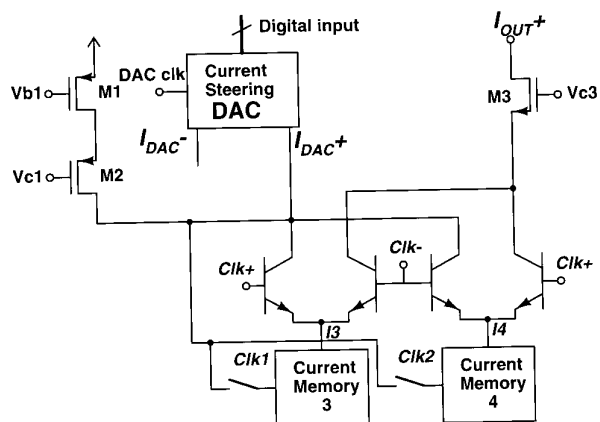 Digital input
I_OUT+
DAC clk
Current
Steering
DAC
Vb1
M1
M3
Vc3
I_DAC-
I_DAC+
Vc1
M2
Clk+
Clk-
Clk+
I3
I4
Clk1
Clk2
Current
Memory
3
Current
Memory
4